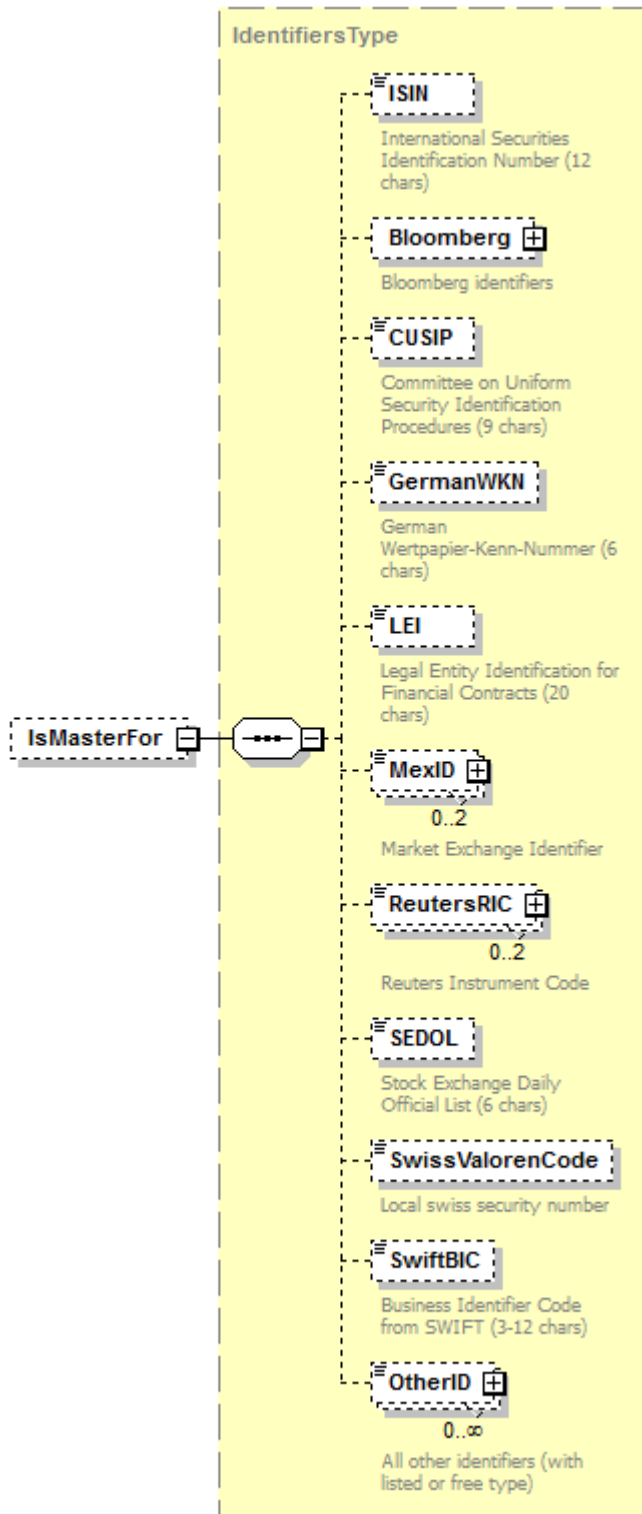 IdentifiersType
ISIN
International Securities
Identification Number (12
chars)
Bloomberg
Bloomberg identifiers
CUSIP
Committee on Uniform
Security Identification
Procedures (9 chars)
GermanWKN
German
Wertpapier-Kenn-Nummer (6
chars)
LEI
Legal Entity Identification for
Financial Contracts (20
chars)
IsMasterFor
MexID
0..2
Market Exchange Identifier
ReutersRIC
0..2
Reuters Instrument Code
SEDOL
Stock Exchange Daily
Official List (6 chars)
SwissValorenCode
Local swiss security number
SwiftBIC
Business Identifier Code
from SWIFT (3-12 chars)
OtherID
0..∞
All other identifiers (with
listed or free type)